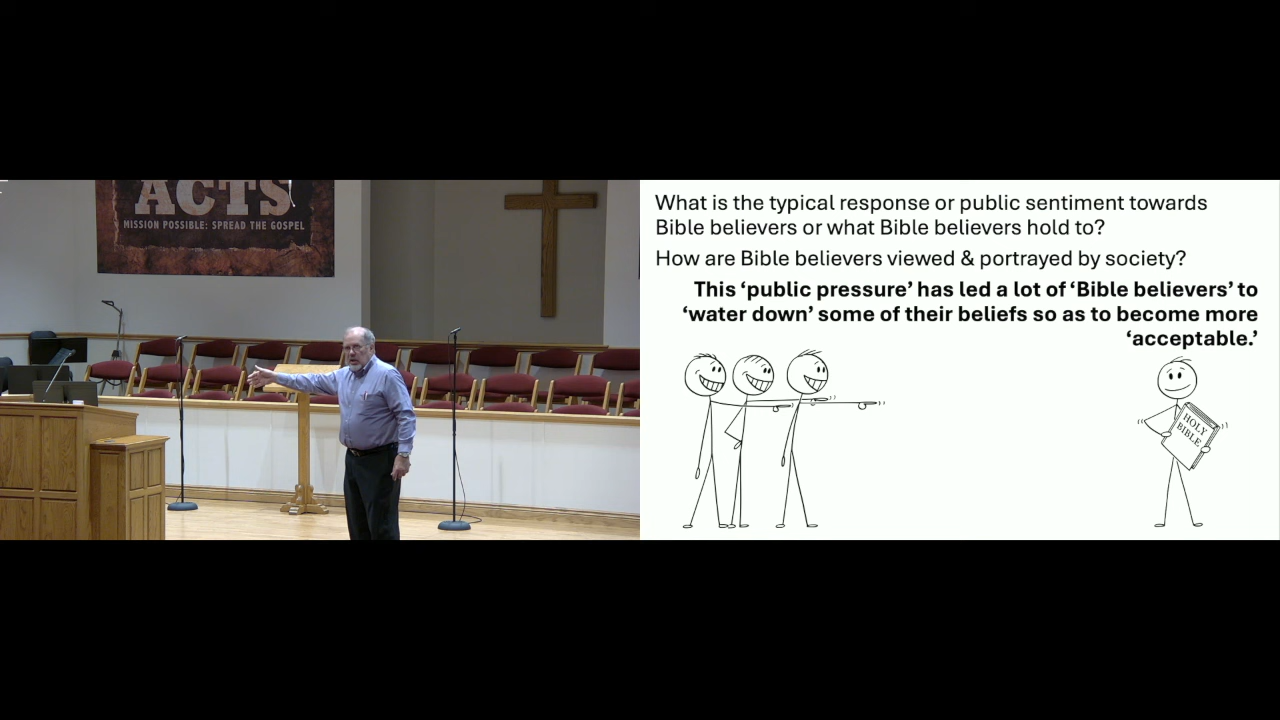 ACTS
MISSION POSSIBLE: SPREAD THE GOSPEL
What is the typical response or public sentiment towards
Bible believers or what Bible believers hold to?
How are Bible believers viewed & portrayed by society?
This ‘public pressure’ has led a lot of ‘Bible believers’ to
‘water down’ some of their beliefs so as to become more
‘acceptable.’
HOLY
BIBLE